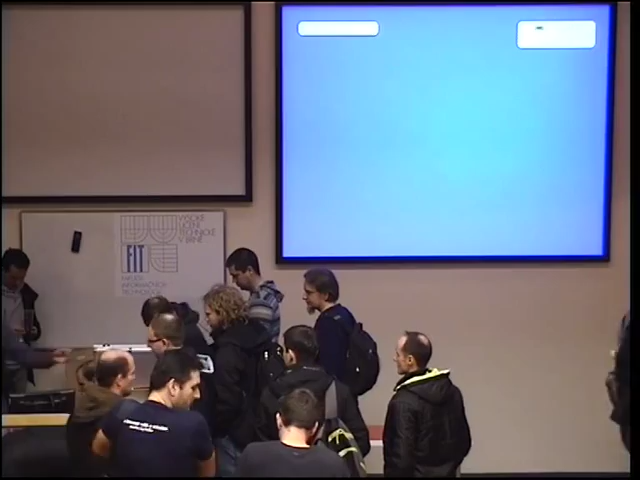 VYSOKÉ
UČENÍ
TECHNICKÉ
V BRNĚ
FIT
FAKULTA
INFORMAČNÍCH
TECHNOLOGIÍ